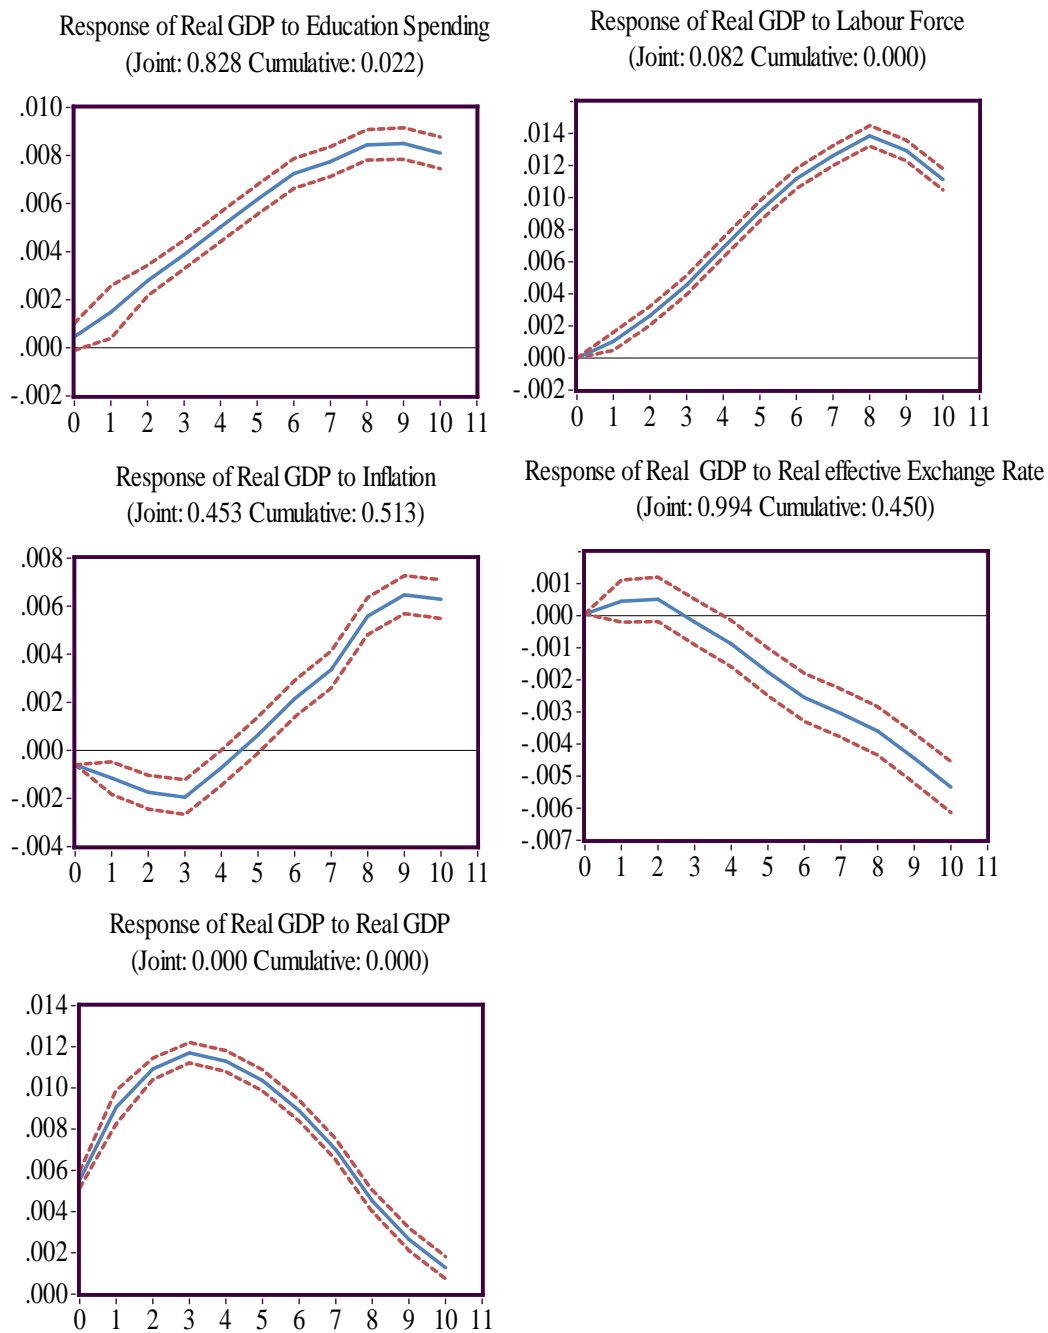 Response of Real GDP to Education Spending
(Joint: 0.828 Cumulative: 0.022)
.010
.008
.006
.004
.002
.000
-.002
0 1 2 3 4 5 6 7 8 9 10 11
Response of Real GDP to Labour Force
(Joint: 0.082 Cumulative: 0.000)
.014
.012
.010
.008
.006
.004
.002
.000
-.002
0 1 2 3 4 5 6 7 8 9 10 11
Response of Real GDP to Inflation
(Joint: 0.453 Cumulative: 0.513)
.008
.006
.004
.002
.000
-.002
-.004
0 1 2 3 4 5 6 7 8 9 10 11
Response of Real GDP to Real effective Exchange Rate
(Joint: 0.994 Cumulative: 0.450)
.001
.000
-.001
-.002
-.003
-.004
-.005
-.006
-.007
0 1 2 3 4 5 6 7 8 9 10 11
Response of Real GDP to Real GDP
(Joint: 0.000 Cumulative: 0.000)
.014
.012
.010
.008
.006
.004
.002
.000
0 1 2 3 4 5 6 7 8 9 10 11